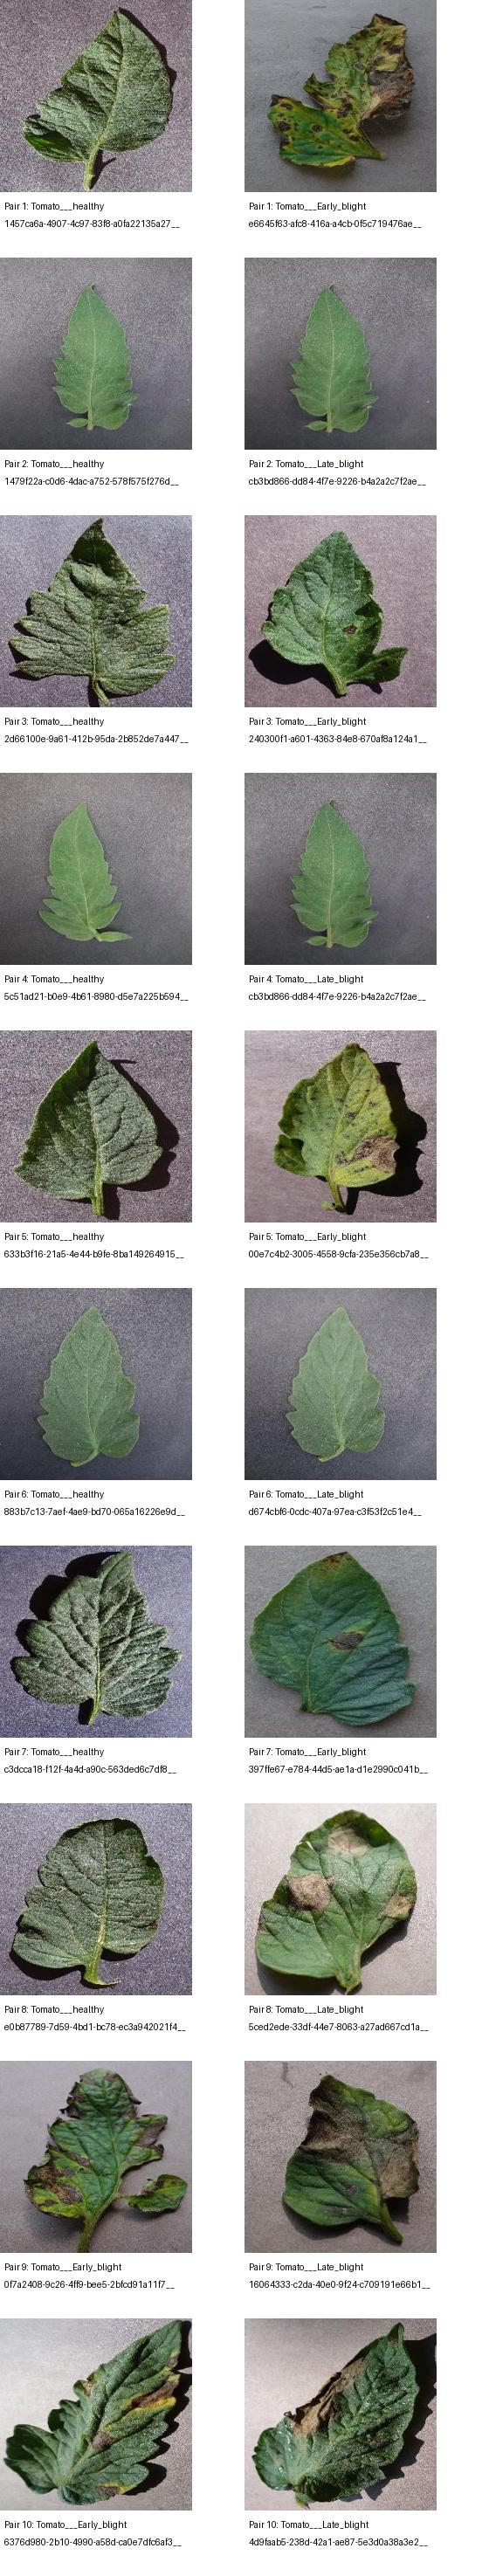 Pair 1: Tomato___healthy
1457ca6a-4907-4c97-83f8-a0fa22135a27__
Pair 1: Tomato___Early_blight
e6645f63-afc8-416a-a4cb-0f5c719476ae__
Pair 2: Tomato___healthy
1479f22a-c0d6-4dac-a752-578f575f276d__
Pair 2: Tomato___Late_blight
cb3bd866-dd84-4f7e-9226-b4a2a2c7f2ae__
Pair 3: Tomato___healthy
2d66100e-9a61-412b-95da-2b852de7a447__
Pair 3: Tomato___Early_blight
240300f1-a601-4363-84e8-670af8a124a1__
Pair 4: Tomato___healthy
5c51ad21-b0e9-4b61-8980-d5e7a225b594__
Pair 4: Tomato___Late_blight
cb3bd866-dd84-4f7e-9226-b4a2a2c7f2ae__
Pair 5: Tomato___healthy
633b3f16-21a5-4e44-b9fe-8ba149264915__
Pair 5: Tomato___Early_blight
00e7c4b2-3005-4558-9cfa-235e356cb7a8__
Pair 6: Tomato___healthy
883b7c13-7aef-4ae9-bd70-065a16226e9d__
Pair 6: Tomato___Late_blight
d674cbf6-0cdc-407a-97ea-c3f53f2c51e4__
Pair 7: Tomato___healthy
c3dcca18-f12f-4a4d-a90c-563ded6c7df8__
Pair 7: Tomato___Early_blight
397ffe67-e784-44d5-ae1a-d1e2990c041b__
Pair 8: Tomato___healthy
e0b87789-7d59-4bd1-bc78-ec3a942021f4__
Pair 8: Tomato___Late_blight
5ced2ede-33df-44e7-8063-a27ad667cd1a__
Pair 9: Tomato___Early_blight
0f7a2408-9c26-4ff9-bee5-2bfcd91a11f7__
Pair 9: Tomato___Late_blight
16064333-c2da-40e0-9f24-c709191e66b1__
Pair 10: Tomato___Early_blight
6376d980-2b10-4990-a58d-ca0e7dfc6af3__
Pair 10: Tomato___Late_blight
4d9faab5-238d-42a1-ae87-5e3d0a38a3e2__